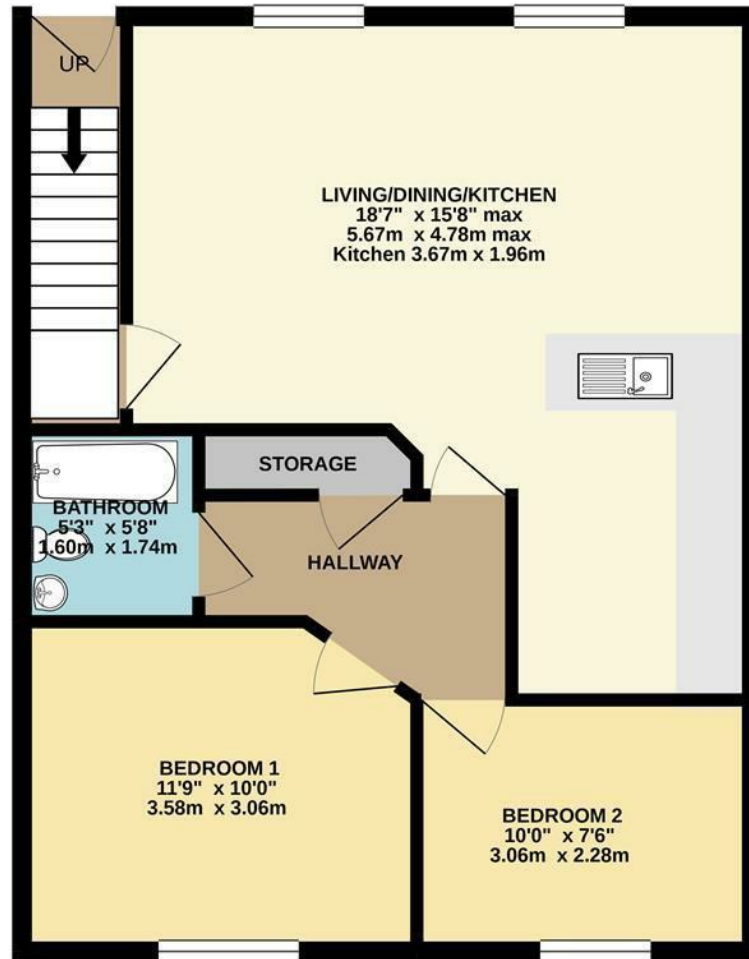 UP
LIVING/DINING/KITCHEN
18'7" x 15'8" max
5.67m x 4.78m max
Kitchen 3.67m x 1.96m
STORAGE
BATHROOM
5'3" x 5'8"
1.60m x 1.74m
HALLWAY
BEDROOM 1
11'9" x 10'0"
3.58m x 3.06m
BEDROOM 2
10'0" x 7'6"
3.06m x 2.28m